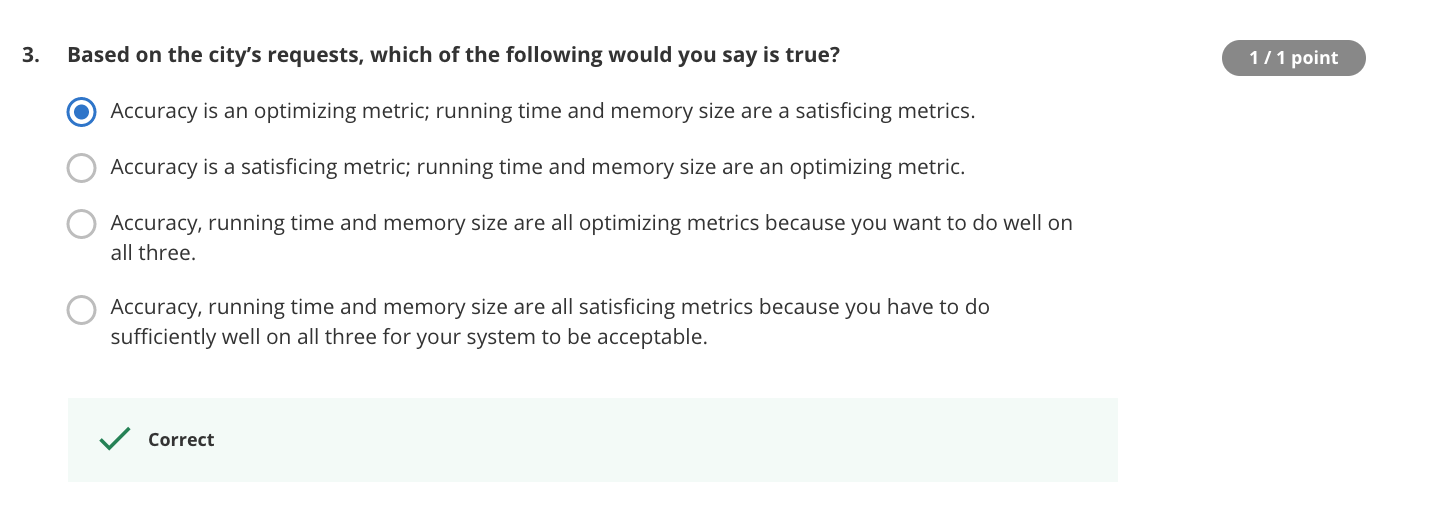 3. Based on the city’s requests, which of the following would you say is true?
1 / 1 point
Accuracy is an optimizing metric; running time and memory size are a satisficing metrics.
Accuracy is a satisficing metric; running time and memory size are an optimizing metric.
Accuracy, running time and memory size are all optimizing metrics because you want to do well on
all three.
Accuracy, running time and memory size are all satisficing metrics because you have to do
sufficiently well on all three for your system to be acceptable.
Correct